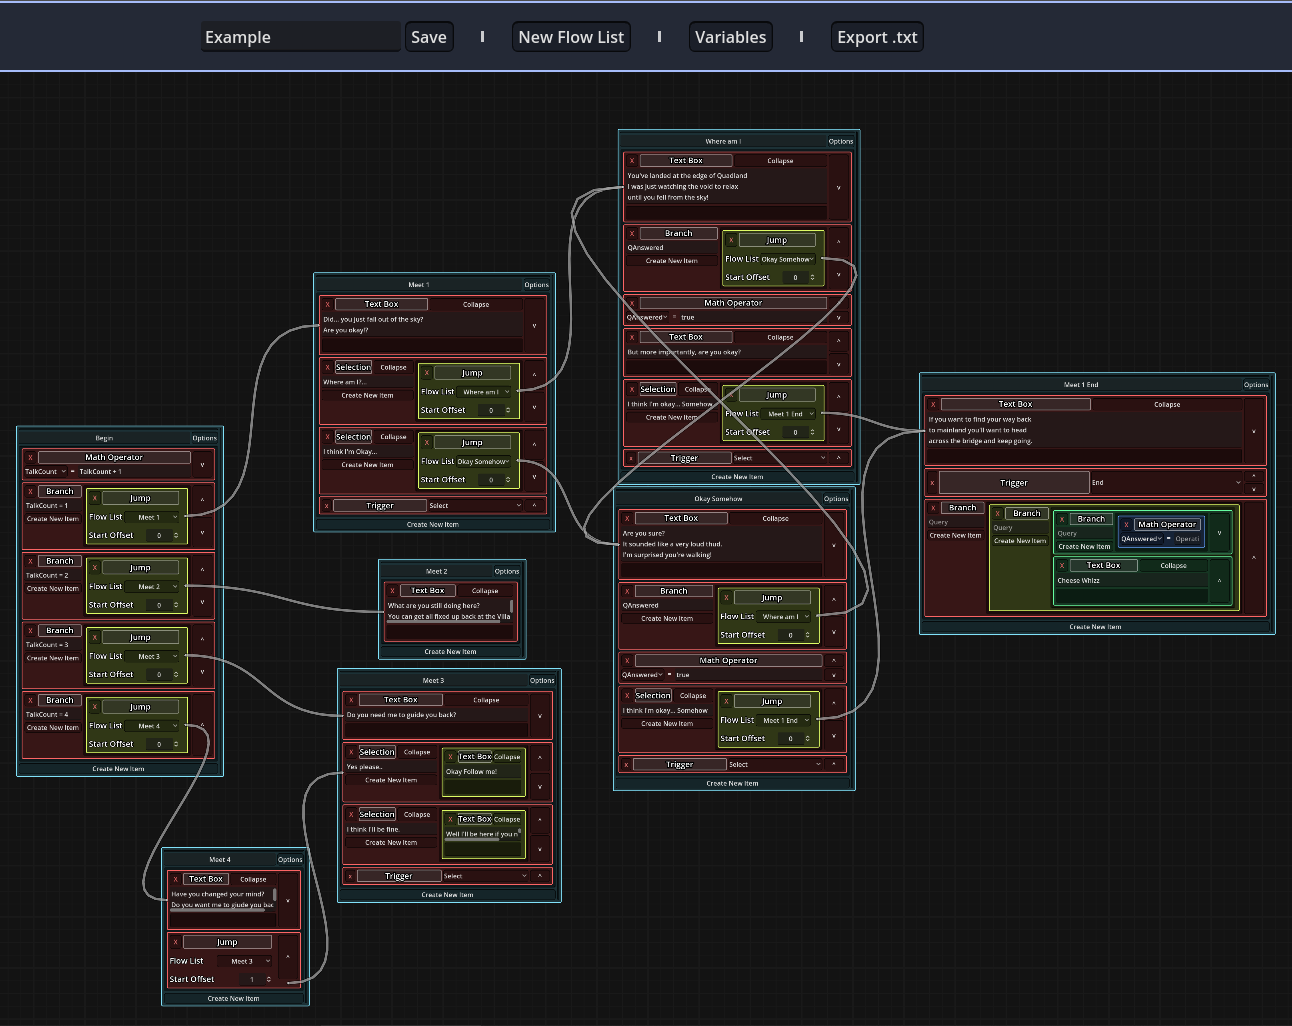 Example
Save
New Flow List
Variables
Export .txt
Begin
Options
X
Math Operator
TalkCount
= TalkCount + 1
X Branch
TalkCount = 1
Create New Item
X Jump
Flow List Meet 1
Start Offset 0
X Branch
TalkCount = 2
Create New Item
X Jump
Flow List Meet 2
Start Offset 0
X Branch
TalkCount = 3
Create New Item
X Jump
Flow List Meet 3
Start Offset 0
X Branch
TalkCount = 4
Create New Item
X Jump
Flow List Meet 4
Start Offset 0
Create New Item
Meet 1
Options
X Text Box Collapse
Did... you just fall out of the sky?
Are you okay!?
X Selection Collapse
Where am I?...
Create New Item
X Jump
Flow List Where am I
Start Offset 0
X Selection Collapse
I think I'm Okay...
Create New Item
X Jump
Flow List Okay Somehow
Start Offset 0
X Trigger Select
Create New Item
Meet 2
Options
X Text Box Collapse
What are you still doing here?
You can get all fixed up back at the Villa
Create New Item
Meet 3
Options
X Text Box Collapse
Do you need me to guide you back?
X Selection Collapse
Yes please..
Create New Item
X Text Box Collapse
Okay Follow me!
X Selection Collapse
I think I'll be fine.
Create New Item
X Text Box Collapse
Well I'll be here if you n
X Trigger Select
Create New Item
Meet 4
Options
X Text Box Collapse
Have you changed your mind?
Do you want me to giude you bac
X Jump
Flow List Meet 3
Start Offset 1
Create New Item
Where am I
Options
X Text Box Collapse
You've landed at the edge of Quadland
I was just watching the void to relax
until you fell from the sky!
X Branch
QAnswered
Create New Item
X Jump
Flow List Okay Somehow
Start Offset 0
X Math Operator
QAnswered = true
X Text Box Collapse
But more importantly, are you okay?
X Selection Collapse
I think I'm okay... Somehow
Create New Item
X Jump
Flow List Meet 1 End
Start Offset 0
X Trigger Select
Create New Item
Okay Somehow
Options
X Text Box Collapse
Are you sure?
It sounded like a very loud thud.
I'm surprised you're walking!
X Branch
QAnswered
Create New Item
X Jump
Flow List Where am I
Start Offset 0
X Math Operator
QAnswered = true
X Selection Collapse
I think I'm okay... Somehow
Create New Item
X Jump
Flow List Meet 1 End
Start Offset 0
X Trigger Select
Create New Item
Meet 1 End
Options
X Text Box Collapse
If you want to find your way back
to mainland you'll want to head
across the bridge and keep going.
X Trigger End
X Branch
Query
Create New Item
X Branch
Query
Create New Item
X Branch
Query
Create New Item
X Math Operator
QAnswered = Operati
X Text Box Collapse
Cheese Whizz
Create New Item